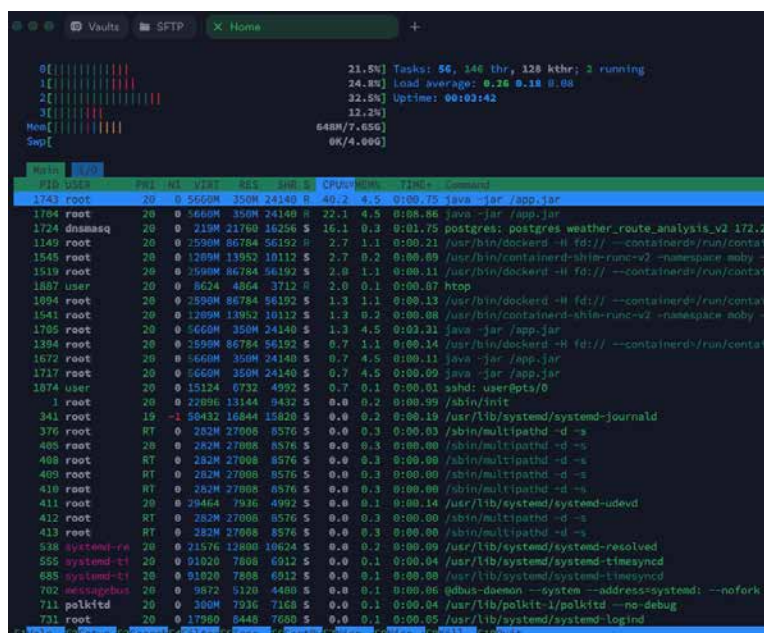 Vaults SFTP Home
0[ 21.5%] Tasks: 56, 146 thr, 128 kthr; 2 running
1[ 24.8%] Load average: 0.26 0.18 0.08
2[ 32.5%] Uptime: 00:03:42
3[ 12.2%]
Mem[ 648M/7.65G]
Swp[ 0K/4.00G]
Main I/O
PID USER PRI NI VIRT RES SHR S CPU% MEM% TIME+ Command
1743 root 20 0 5660M 350M 24140 R 40.2 4.5 0:00.75 java -jar /app.jar
1704 root 20 0 5660M 350M 24140 R 22.1 4.5 0:08.86 java -jar /app.jar
1724 dnsmasq 20 0 219M 21760 16256 S 16.1 0.3 0:01.75 postgres: postgres weather_route_analysis_v2 172.2
1149 root 20 0 2590M 86784 56192 R 2.7 1.1 0:00.21 /usr/bin/dockerd -H fd:// --containerd=/run/contai
1545 root 20 0 1209M 13952 10112 S 2.7 0.2 0:00.09 /usr/bin/containerd-shim-runc-v2 -namespace moby -
1519 root 20 0 2590M 86784 56192 S 2.0 1.1 0:00.11 /usr/bin/dockerd -H fd:// --containerd=/run/contai
1887 user 20 0 8624 4864 3712 R 2.0 0.1 0:00.87 htop
1094 root 20 0 2590M 86784 56192 S 1.3 1.1 0:00.13 /usr/bin/dockerd -H fd:// --containerd=/run/contai
1541 root 20 0 1209M 13952 10112 S 1.3 0.2 0:00.08 /usr/bin/containerd-shim-runc-v2 -namespace moby -
1705 root 20 0 5660M 350M 24140 S 1.3 4.5 0:03.31 java -jar /app.jar
1394 root 20 0 2590M 86784 56192 S 0.7 1.1 0:00.14 /usr/bin/dockerd -H fd:// --containerd=/run/contai
1672 root 20 0 5660M 350M 24140 S 0.7 4.5 0:00.11 java -jar /app.jar
1717 root 20 0 5660M 350M 24140 S 0.7 4.5 0:00.09 java -jar /app.jar
1874 user 20 0 15124 6732 4992 S 0.7 0.1 0:00.01 sshd: user@pts/0
1 root 20 0 22096 13144 9432 S 0.0 0.2 0:00.99 /sbin/init
341 root 19 -1 50432 16844 15820 S 0.0 0.2 0:00.19 /usr/lib/systemd/systemd-journald
376 root RT 0 282M 27008 8576 S 0.0 0.3 0:00.03 /sbin/multipathd -d -s
405 root 20 0 282M 27008 8576 S 0.0 0.3 0:00.00 /sbin/multipathd -d -s
408 root RT 0 282M 27008 8576 S 0.0 0.3 0:00.00 /sbin/multipathd -d -s
409 root RT 0 282M 27008 8576 S 0.0 0.3 0:00.00 /sbin/multipathd -d -s
410 root RT 0 282M 27008 8576 S 0.0 0.3 0:00.00 /sbin/multipathd -d -s
411 root 20 0 29464 7936 4992 S 0.0 0.1 0:00.14 /usr/lib/systemd/systemd-udevd
412 root RT 0 282M 27008 8576 S 0.0 0.3 0:00.00 /sbin/multipathd -d -s
413 root RT 0 282M 27008 8576 S 0.0 0.3 0:00.00 /sbin/multipathd -d -s
538 systemd-re 20 0 21576 12800 10624 S 0.0 0.2 0:00.09 /usr/lib/systemd/systemd-resolved
555 systemd-ti 20 0 91020 7808 6912 S 0.0 0.1 0:00.04 /usr/lib/systemd/systemd-timesyncd
685 systemd-ti 20 0 91020 7808 6912 S 0.0 0.1 0:00.00 /usr/lib/systemd/systemd-timesyncd
702 messagebus 20 0 9872 5120 4480 S 0.0 0.1 0:00.06 @dbus-daemon --system --address=systemd: --nofork
711 polkitd 20 0 300M 7936 7168 S 0.0 0.1 0:00.04 /usr/lib/polkit-1/polkitd --no-debug
731 root 20 0 17980 8448 7680 S 0.0 0.1 0:00.05 /usr/lib/systemd/systemd-logind